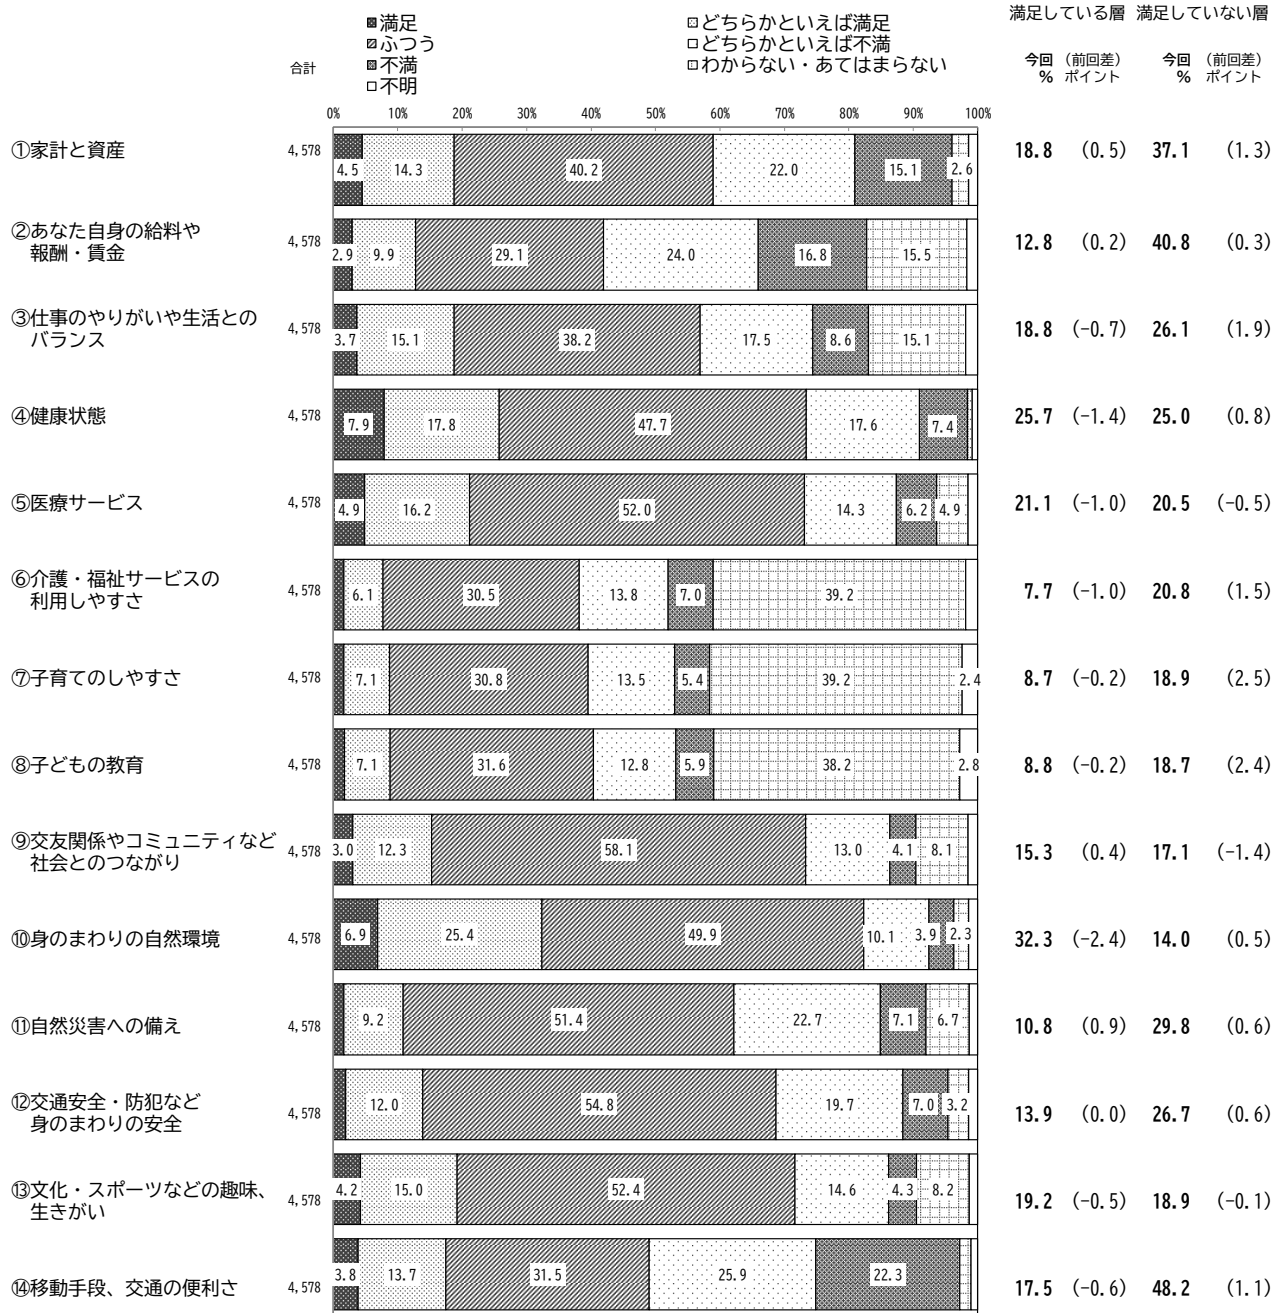 満足している層 満足していない層
■満足 どちらかといえば満足
ふつう □どちらかといえば不満
今回 (前回差) 今回 (前回差)
合計 不満 わからない・あてはまらない
% ポイント % ポイント
□不明
0% 10% 20% 30% 40% 50% 60% 70% 80% 90% 100%
①家計と資産 4,578 4.5 14.3 40.2 22.0 15.1 2.6 18.8 (0.5) 37.1 (1.3)
②あなた自身の給料や
報酬・賃金 4,578 2.9 9.9 29.1 24.0 16.8 15.5 12.8 (0.2) 40.8 (0.3)
③仕事のやりがいや生活との
バランス 4,578 3.7 15.1 38.2 17.5 8.6 15.1 18.8 (-0.7) 26.1 (1.9)
④健康状態 4,578 7.9 17.8 47.7 17.6 7.4 25.7 (-1.4) 25.0 (0.8)
⑤医療サービス 4,578 4.9 16.2 52.0 14.3 6.2 4.9 21.1 (-1.0) 20.5 (-0.5)
⑥介護・福祉サービスの
利用しやすさ 4,578 6.1 30.5 13.8 7.0 39.2 7.7 (-1.0) 20.8 (1.5)
⑦子育てのしやすさ 4,578 7.1 30.8 13.5 5.4 39.2 2.4 8.7 (-0.2) 18.9 (2.5)
⑧子どもの教育 4,578 7.1 31.6 12.8 5.9 38.2 2.8 8.8 (-0.2) 18.7 (2.4)
⑨交友関係やコミュニティなど
社会とのつながり 4,578 3.0 12.3 58.1 13.0 4.1 8.1 15.3 (0.4) 17.1 (-1.4)
⑩身のまわりの自然環境 4,578 6.9 25.4 49.9 10.1 3.9 2.3 32.3 (-2.4) 14.0 (0.5)
⑪自然災害への備え 4,578 9.2 51.4 22.7 7.1 6.7 10.8 (0.9) 29.8 (0.6)
⑫交通安全・防犯など
身のまわりの安全 4,578 12.0 54.8 19.7 7.0 3.2 13.9 (0.0) 26.7 (0.6)
⑬文化・スポーツなどの趣味、
生きがい 4,578 4.2 15.0 52.4 14.6 4.3 8.2 19.2 (-0.5) 18.9 (-0.1)
⑭移動手段、交通の便利さ 4,578 3.8 13.7 31.5 25.9 22.3 17.5 (-0.6) 48.2 (1.1)